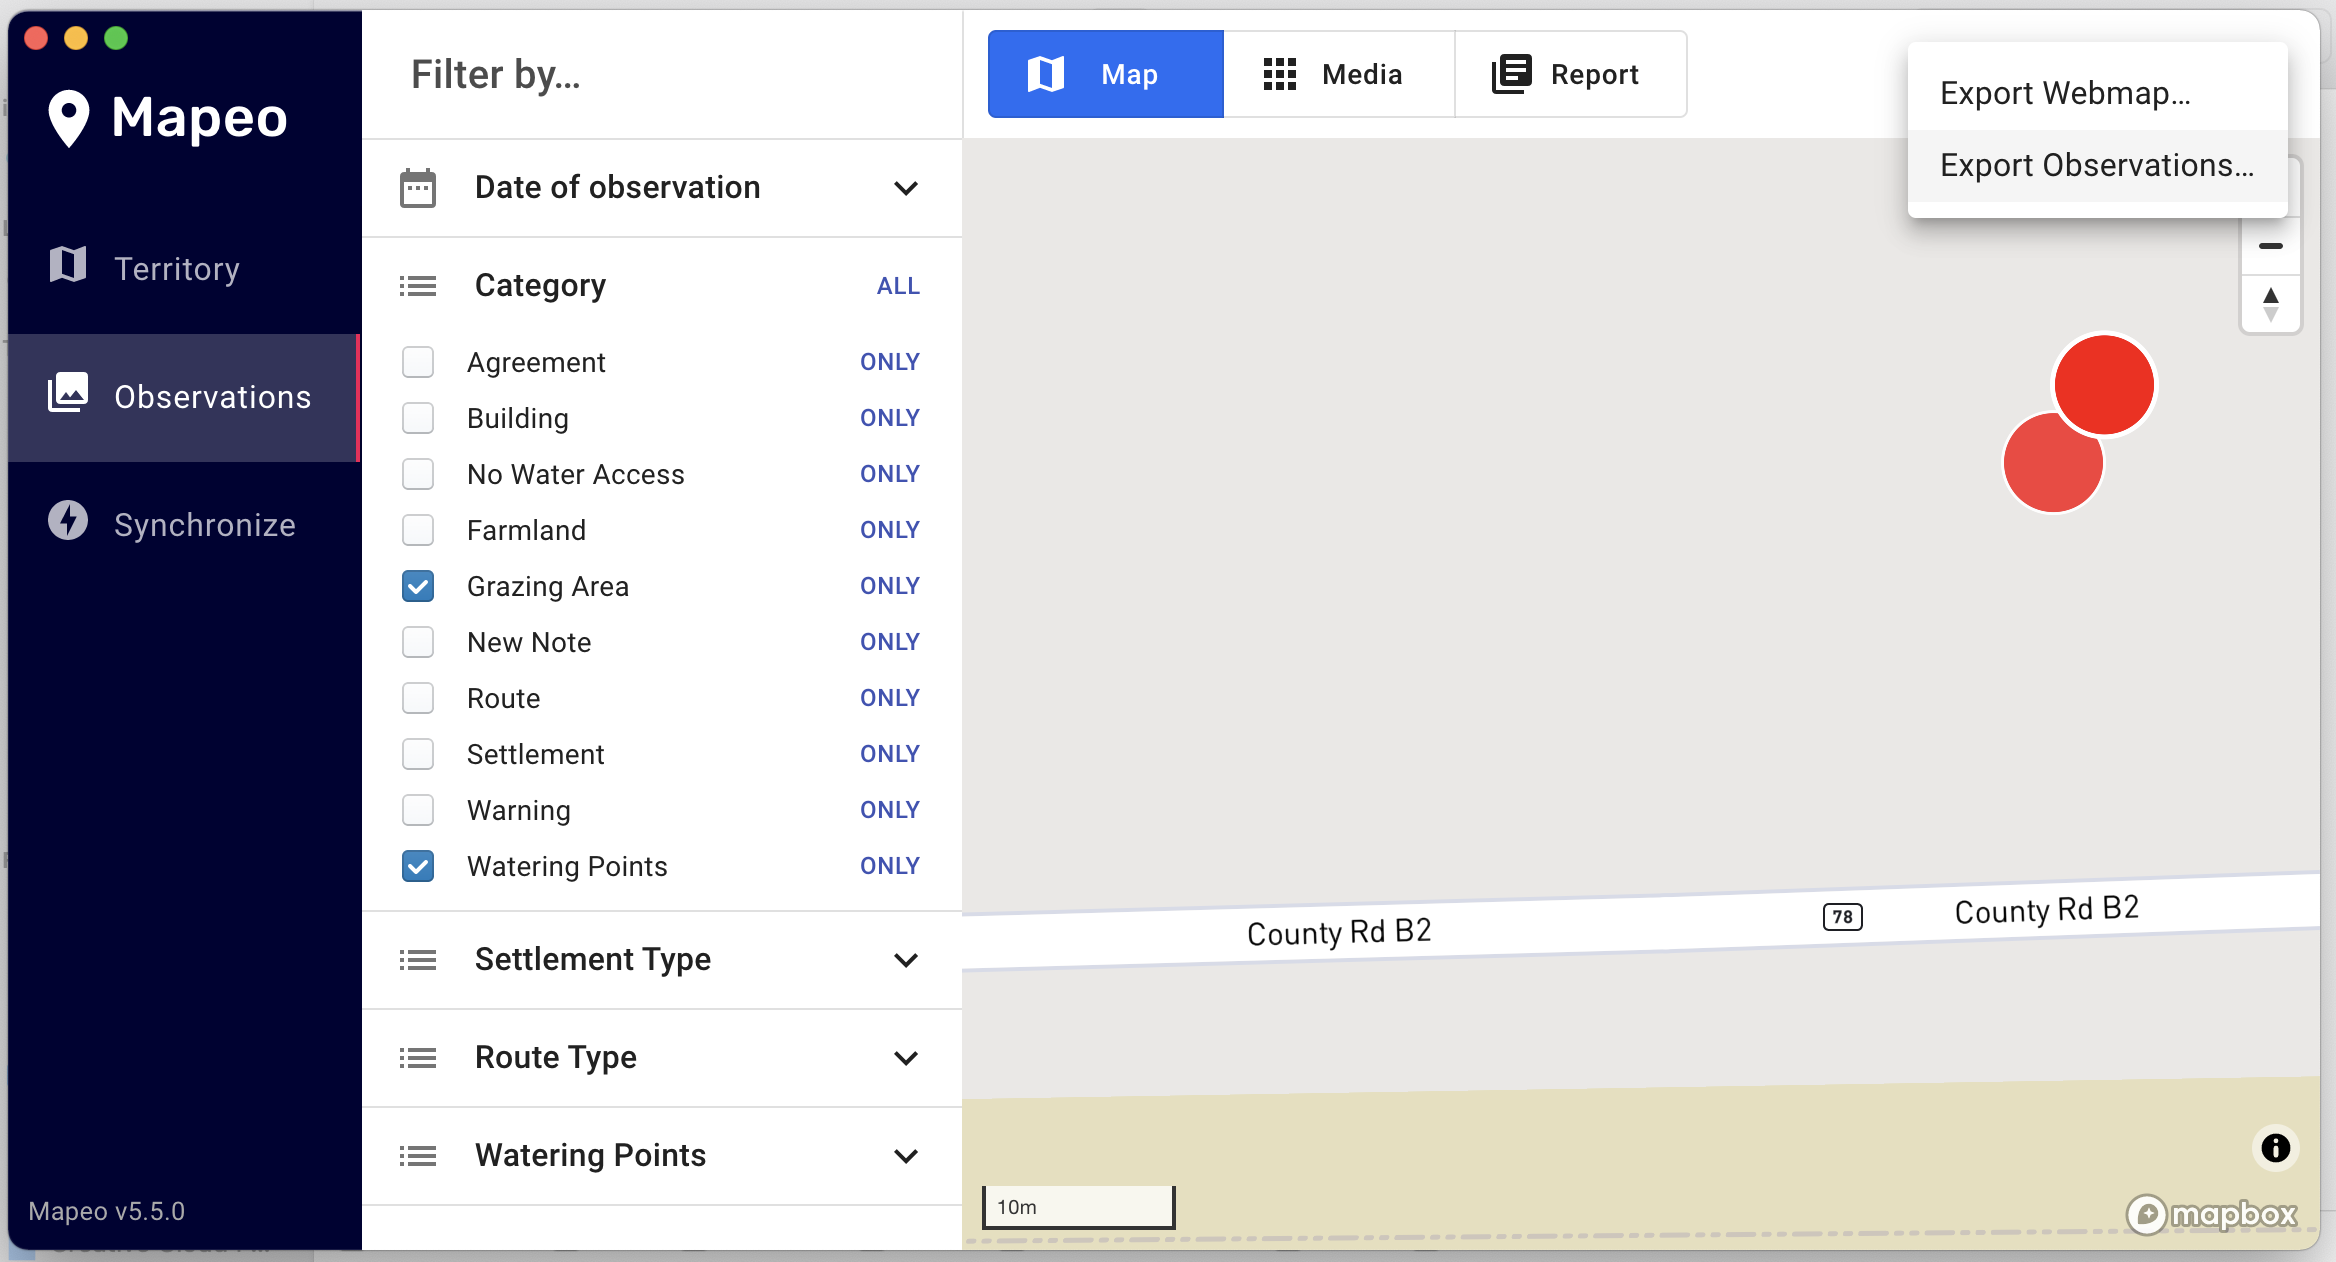 Mapeo
Territory
Observations
Synchronize
Mapeo v5.5.0
Filter by…
Date of observation
Category ALL
Agreement ONLY
Building ONLY
No Water Access ONLY
Farmland ONLY
Grazing Area ONLY
New Note ONLY
Route ONLY
Settlement ONLY
Warning ONLY
Watering Points ONLY
Settlement Type
Route Type
Watering Points
Map Media Report
Export Webmap…
Export Observations…
County Rd B2 78 County Rd B2
10m
mapbox